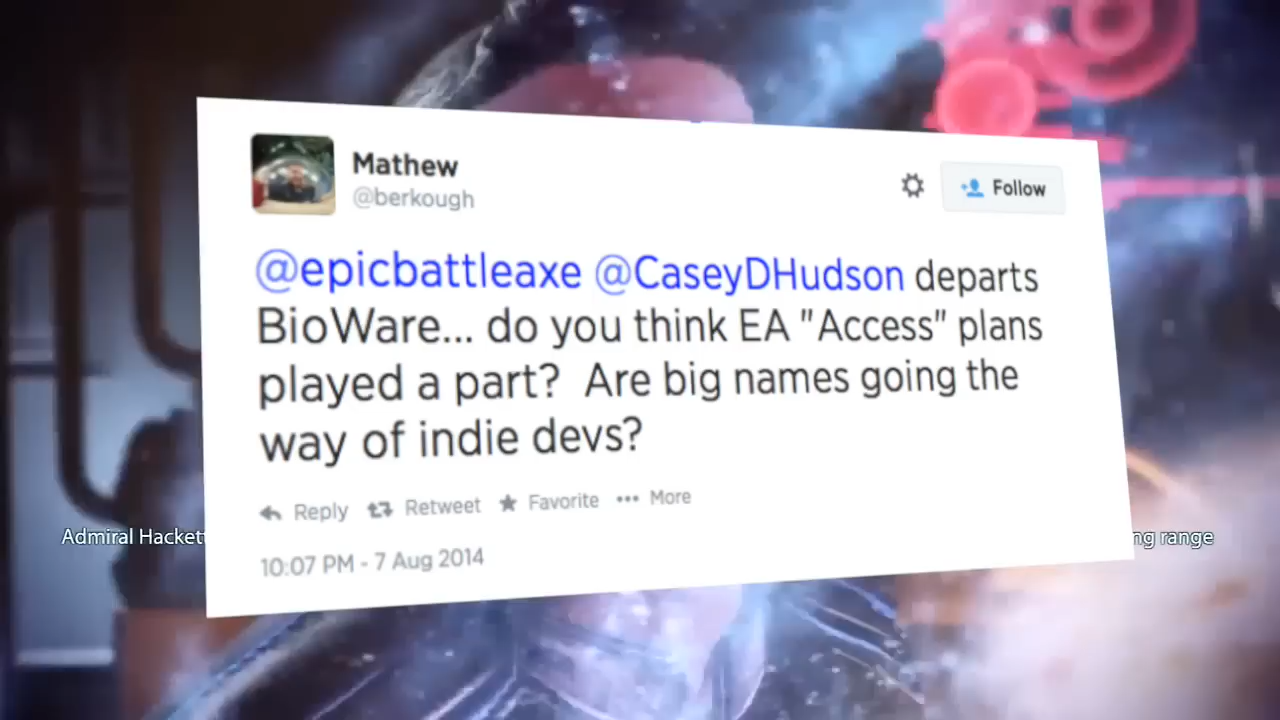 Mathew
@berkough
Follow
@epicbattleaxe @CaseyDHudson departs
BioWare... do you think EA "Access" plans
played a part?  Are big names going the
way of indie devs?
Reply Retweet Favorite More
10:07 PM - 7 Aug 2014
Admiral Hackett
ng range